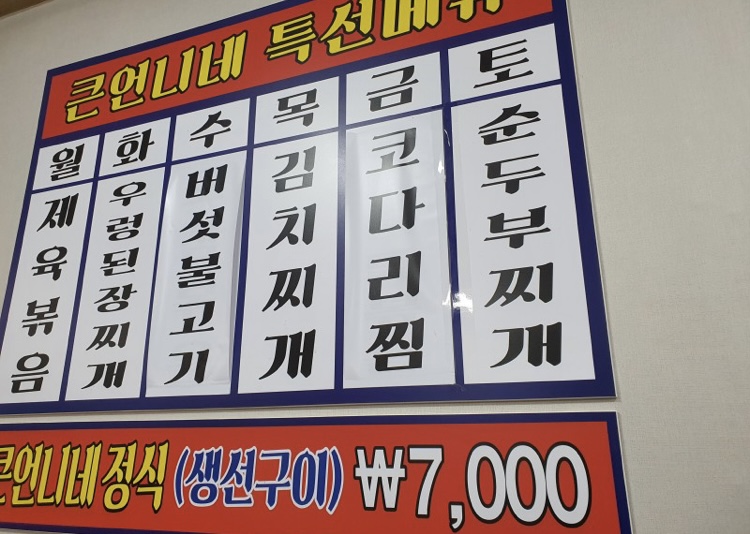 큰언니네 특선메뉴
월 화 수 목 금 토
제육볶음
우렁된장찌개
버섯불고기
김치찌개
코다리찜
순두부찌개
큰언니네정식 (생선구이) ₩7,000